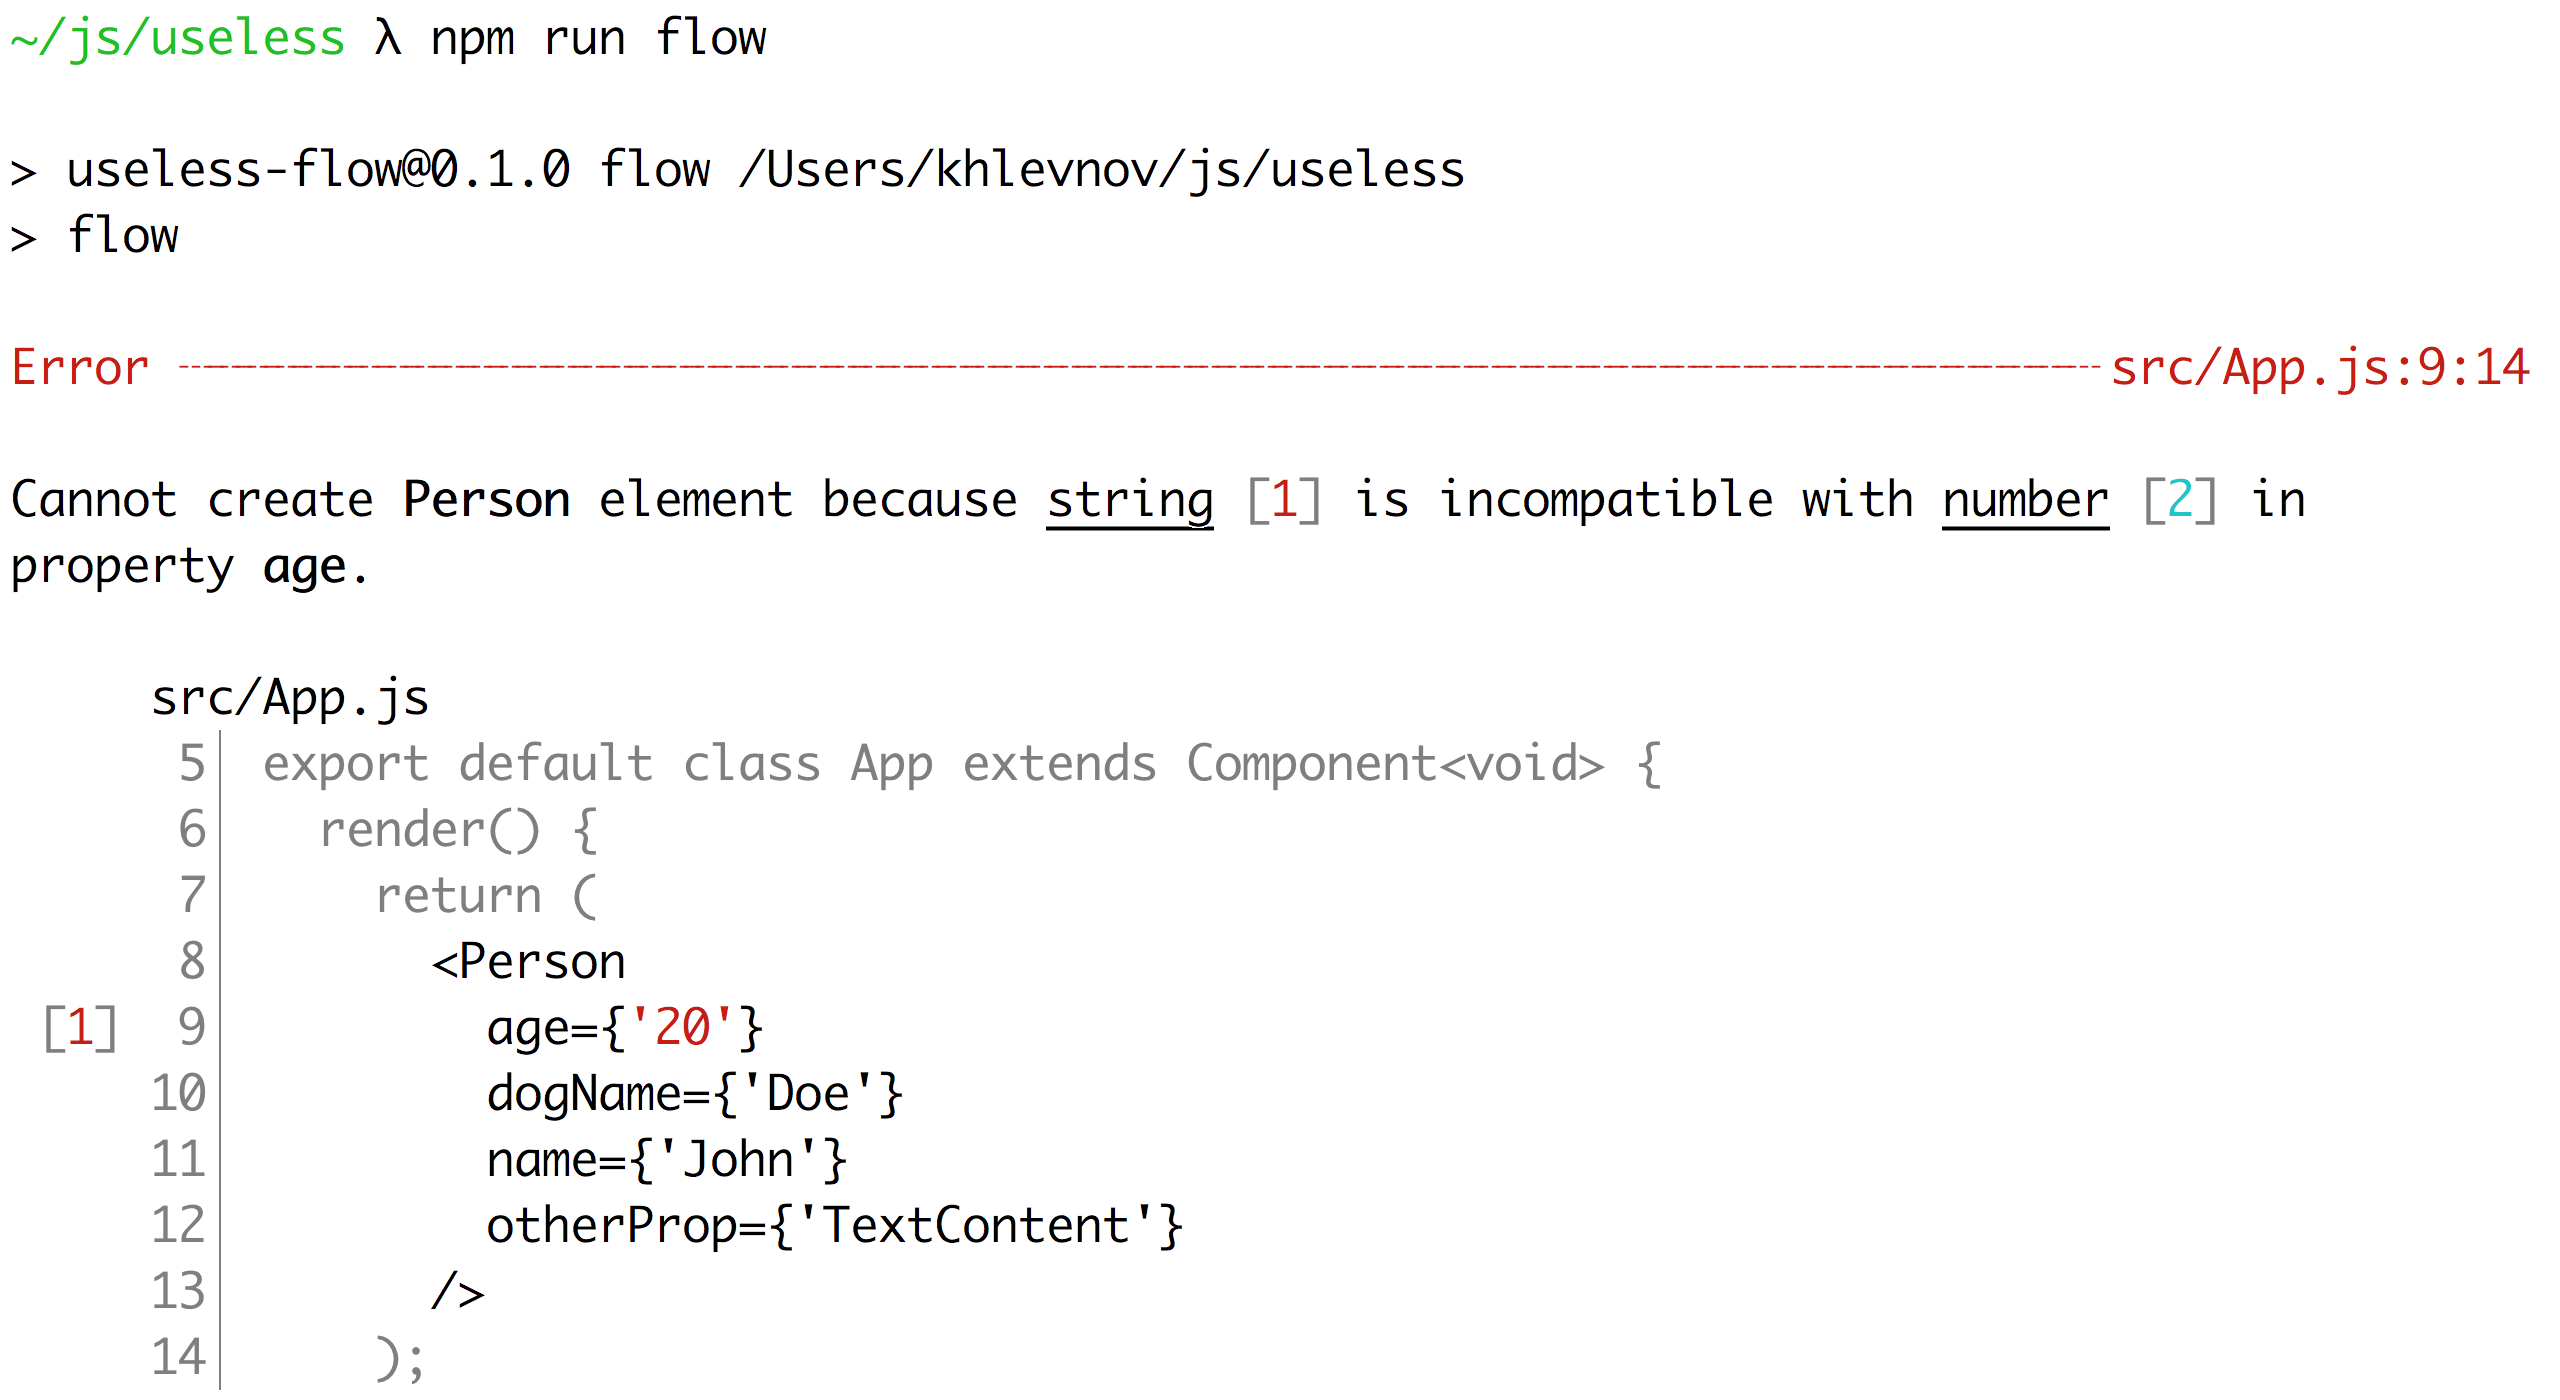 ~/js/useless λ npm run flow
> useless-flow@0.1.0 flow /Users/khlevnov/js/useless
> flow
Error ---------------------------------------------------------------------- src/App.js:9:14
Cannot create Person element because string [1] is incompatible with number [2] in
property age.
src/App.js
5│ export default class App extends Component<void> {
6│   render() {
7│     return (
8│       <Person
[1] 9│         age={'20'}
10│         dogName={'Doe'}
11│         name={'John'}
12│         otherProp={'TextContent'}
13│       />
14│     );